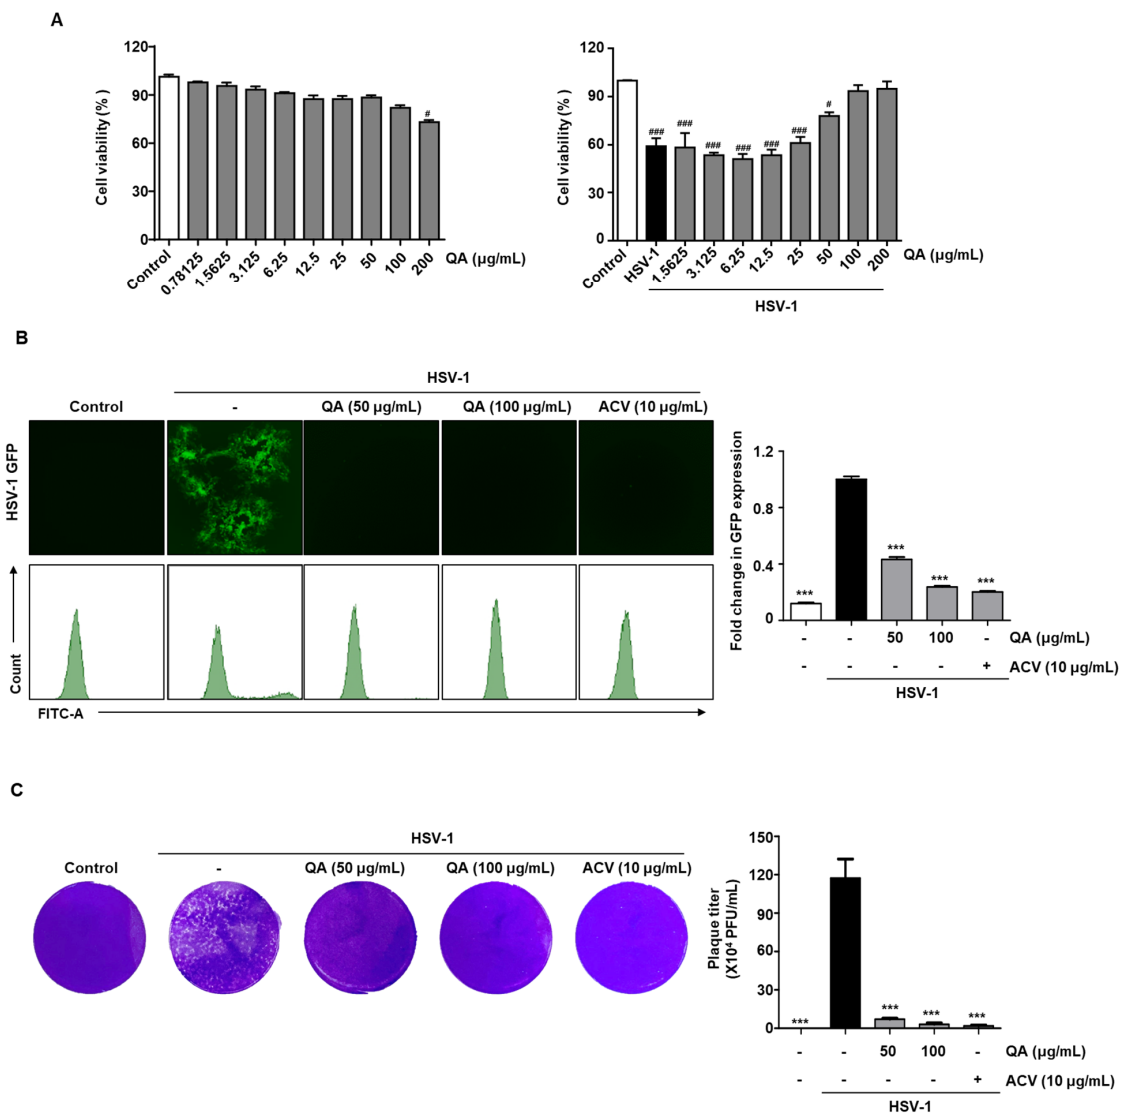 A
120
90
60
30
0
Cell viability (%)
#
Control
0.78125
1.5625
3.125
6.25
12.5
25
50
100
200
QA (µg/mL)
120
90
60
30
0
Cell viability (%)
###
###
###
###
###
###
#
Control
HSV-1
1.5625
3.125
6.25
12.5
25
50
100
200
QA (µg/mL)
HSV-1
B
HSV-1
Control
-
QA (50 µg/mL)
QA (100 µg/mL)
ACV (10 µg/mL)
HSV-1 GFP
Count
FITC-A
Fold change in GFP expression
1.2
0.8
0.4
0
***
***
***
***
- - 50 100 - QA (µg/mL)
- - - - + ACV (10 µg/mL)
HSV-1
C
HSV-1
Control
-
QA (50 µg/mL)
QA (100 µg/mL)
ACV (10 µg/mL)
Plaque titer
(X10⁴ PFU/mL)
150
120
90
60
30
0
***
***
***
***
- - 50 100 - QA (µg/mL)
- - - - + ACV (10 µg/mL)
HSV-1